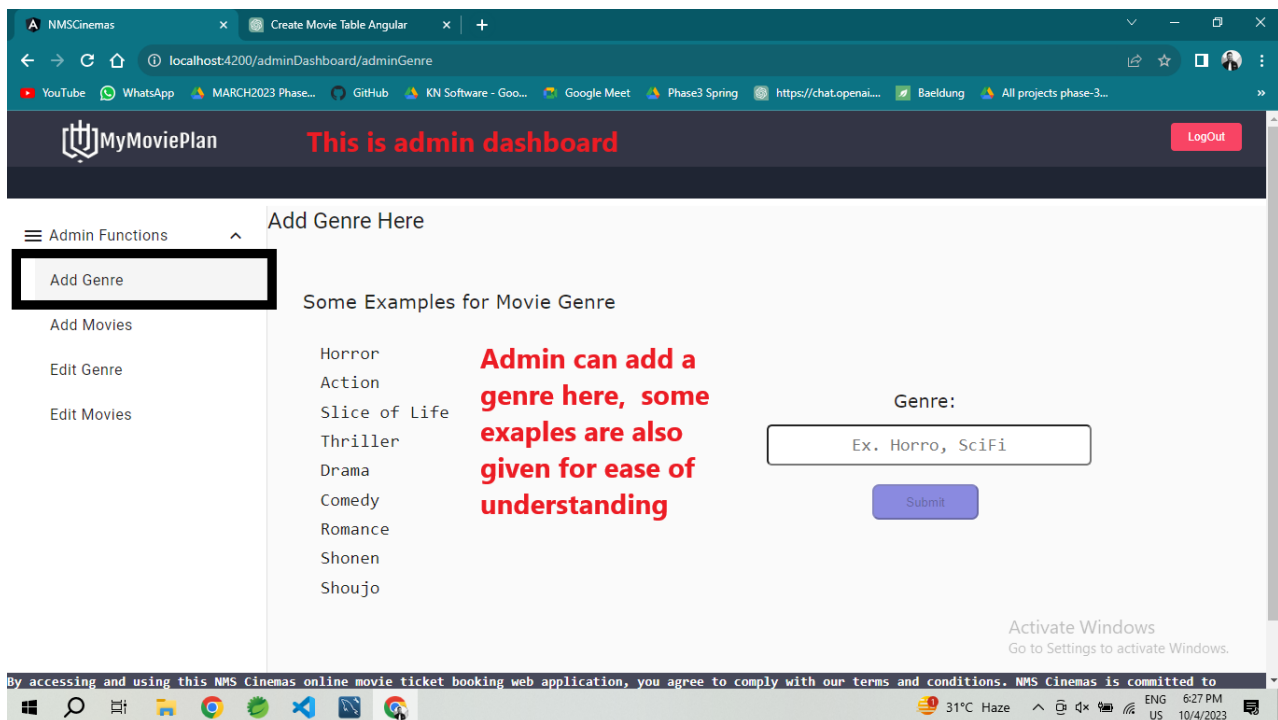 NMSCinemas
Create Movie Table Angular
localhost:4200/adminDashboard/adminGenre
YouTube WhatsApp MARCH2023 Phase... GitHub KN Software - Goo... Google Meet Phase3 Spring https://chat.openai.... Baeldung All projects phase-3... »
MyMoviePlan
This is admin dashboard
LogOut
Admin Functions
Add Genre
Add Movies
Edit Genre
Edit Movies
Add Genre Here
Some Examples for Movie Genre
Horror
Action
Slice of Life
Thriller
Drama
Comedy
Romance
Shonen
Shoujo
Admin can add a
genre here, some
exaples are also
given for ease of
understanding
Genre:
Ex. Horro, SciFi
Submit
Activate Windows
Go to Settings to activate Windows.
By accessing and using this NMS Cinemas online movie ticket booking web application, you agree to comply with our terms and conditions. NMS Cinemas is committed to
31°C Haze
ENG
US
6:27 PM
10/4/2023